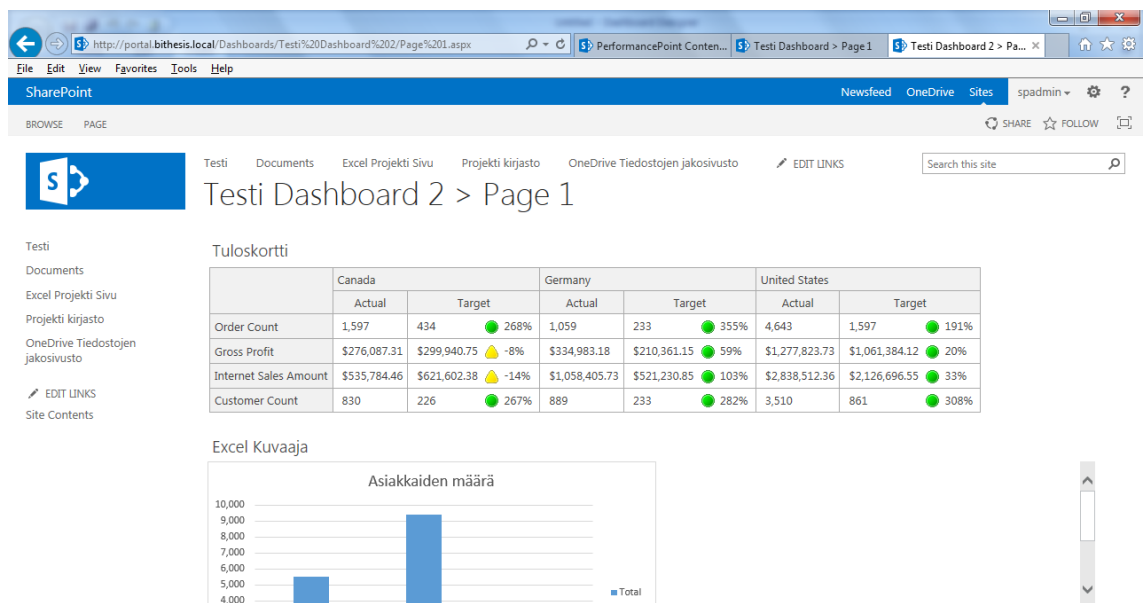 http://portal.bithesis.local/Dashboards/Testi%20Dashboard%202/Page%201.aspx
PerformancePoint Conten...
Testi Dashboard > Page 1
Testi Dashboard 2 > Pa...
File Edit View Favorites Tools Help
SharePoint
Newsfeed OneDrive Sites spadmin
BROWSE PAGE
SHARE FOLLOW
Testi Documents Excel Projekti Sivu Projekti kirjasto OneDrive Tiedostojen jakosivusto EDIT LINKS
Search this site
Testi Dashboard 2 > Page 1
Testi
Documents
Excel Projekti Sivu
Projekti kirjasto
OneDrive Tiedostojen
jakosivusto
EDIT LINKS
Site Contents
Tuloskortti
Canada Germany United States
Actual Target Actual Target Actual Target
Order Count 1,597 434 268% 1,059 233 355% 4,643 1,597 191%
Gross Profit $276,087.31 $299,940.75 -8% $334,983.18 $210,361.15 59% $1,277,823.73 $1,061,384.12 20%
Internet Sales Amount $535,784.46 $621,602.38 -14% $1,058,405.73 $521,230.85 103% $2,838,512.36 $2,126,696.55 33%
Customer Count 830 226 267% 889 233 282% 3,510 861 308%
Excel Kuvaaja
Asiakkaiden määrä
10,000
9,000
8,000
7,000
6,000
5,000
4,000
Total